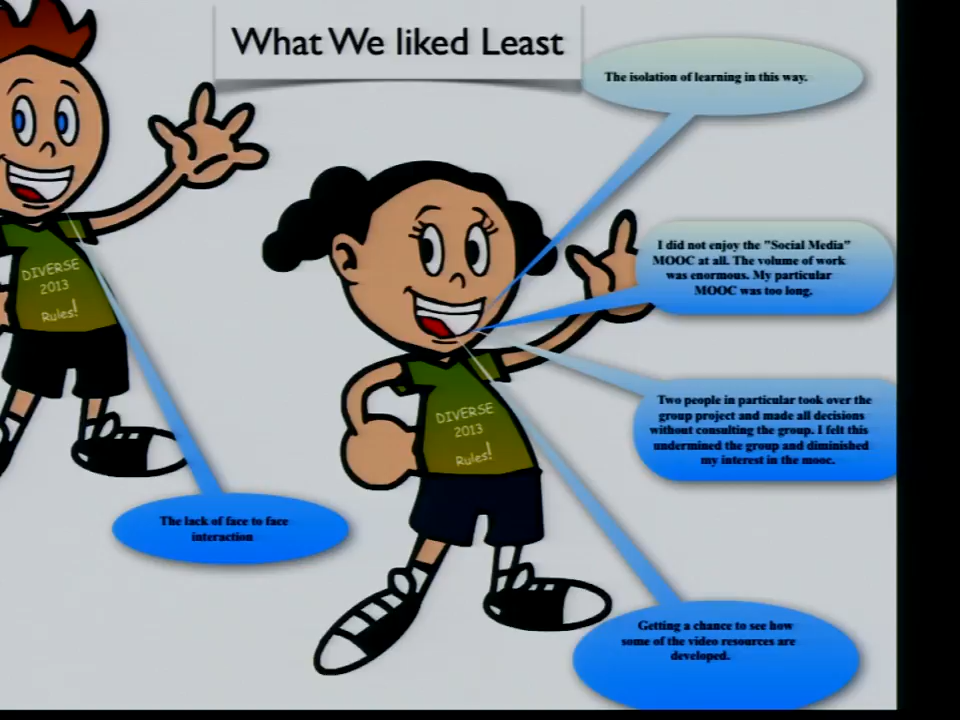 What We liked Least
The isolation of learning in this way.
I did not enjoy the "Social Media"
MOOC at all. The volume of work
was enormous. My particular
MOOC was too long.
DIVERSE
2013
Rules!
Two people in particular took over the
group project and made all decisions
without consulting the group. I felt this
undermined the group and diminished
my interest in the mooc.
DIVERSE
2013
Rules!
The lack of face to face
interaction
Getting a chance to see how
some of the video resources are
developed.